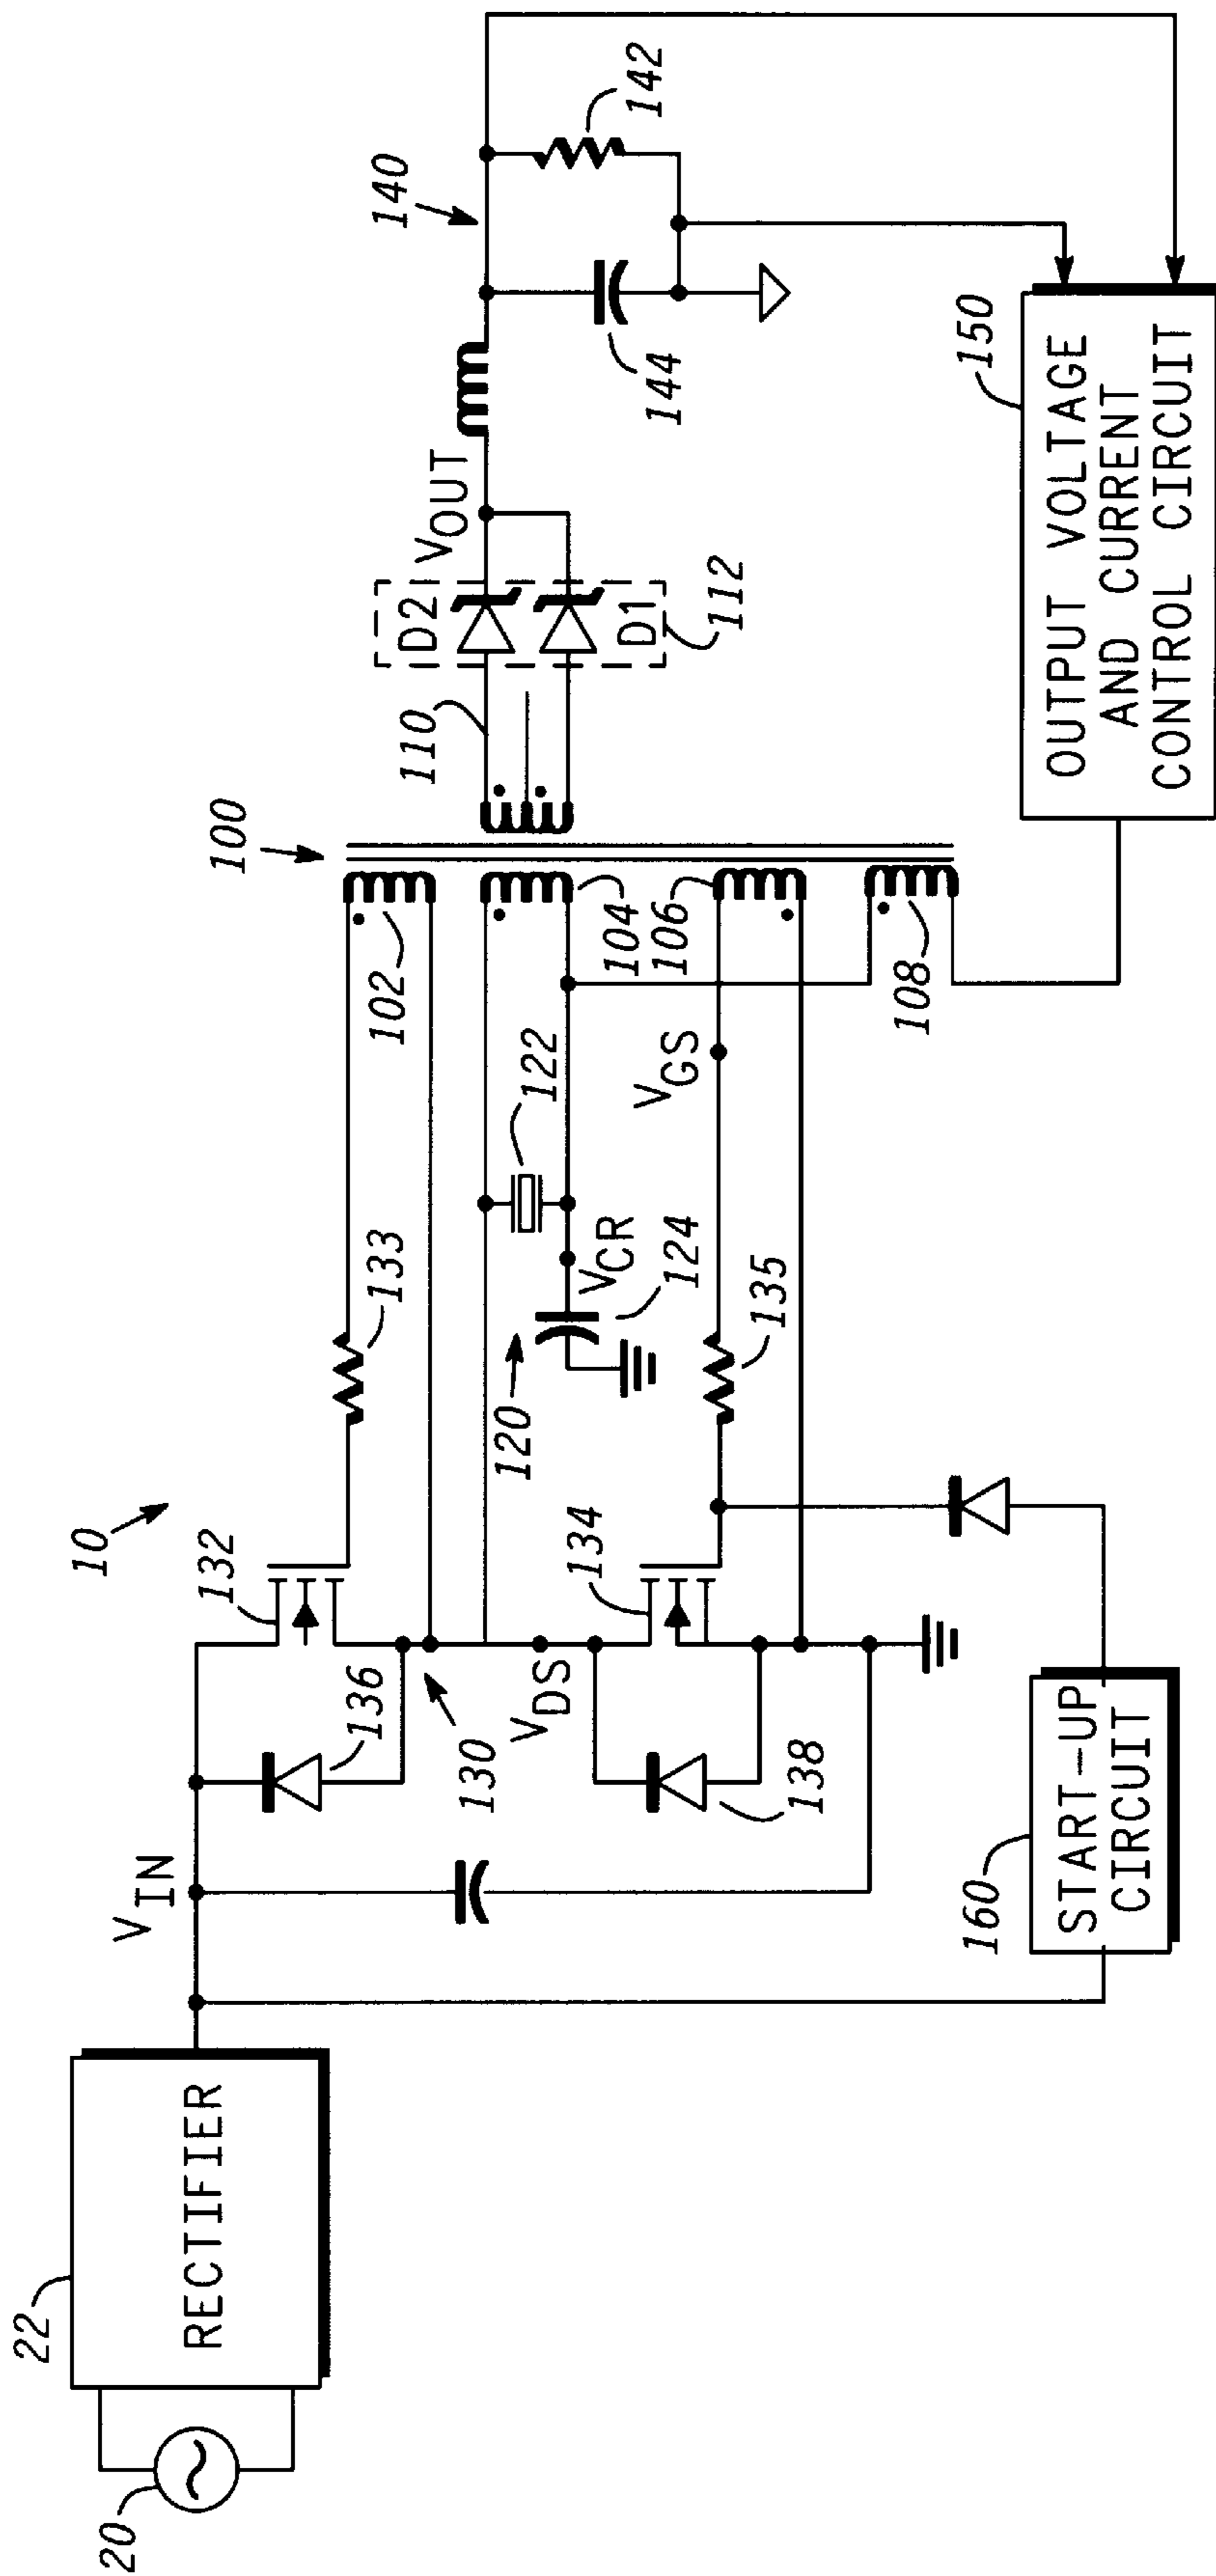 10
20
22
RECTIFIER
VIN
136
132
130
VDS
134
138
160
START-UP
CIRCUIT
133
120
VCR
122
124
135
VGS
100
102
104
106
108
110
D2
D1
112
VOUT
140
142
144
150
OUTPUT VOLTAGE
AND CURRENT
CONTROL CIRCUIT